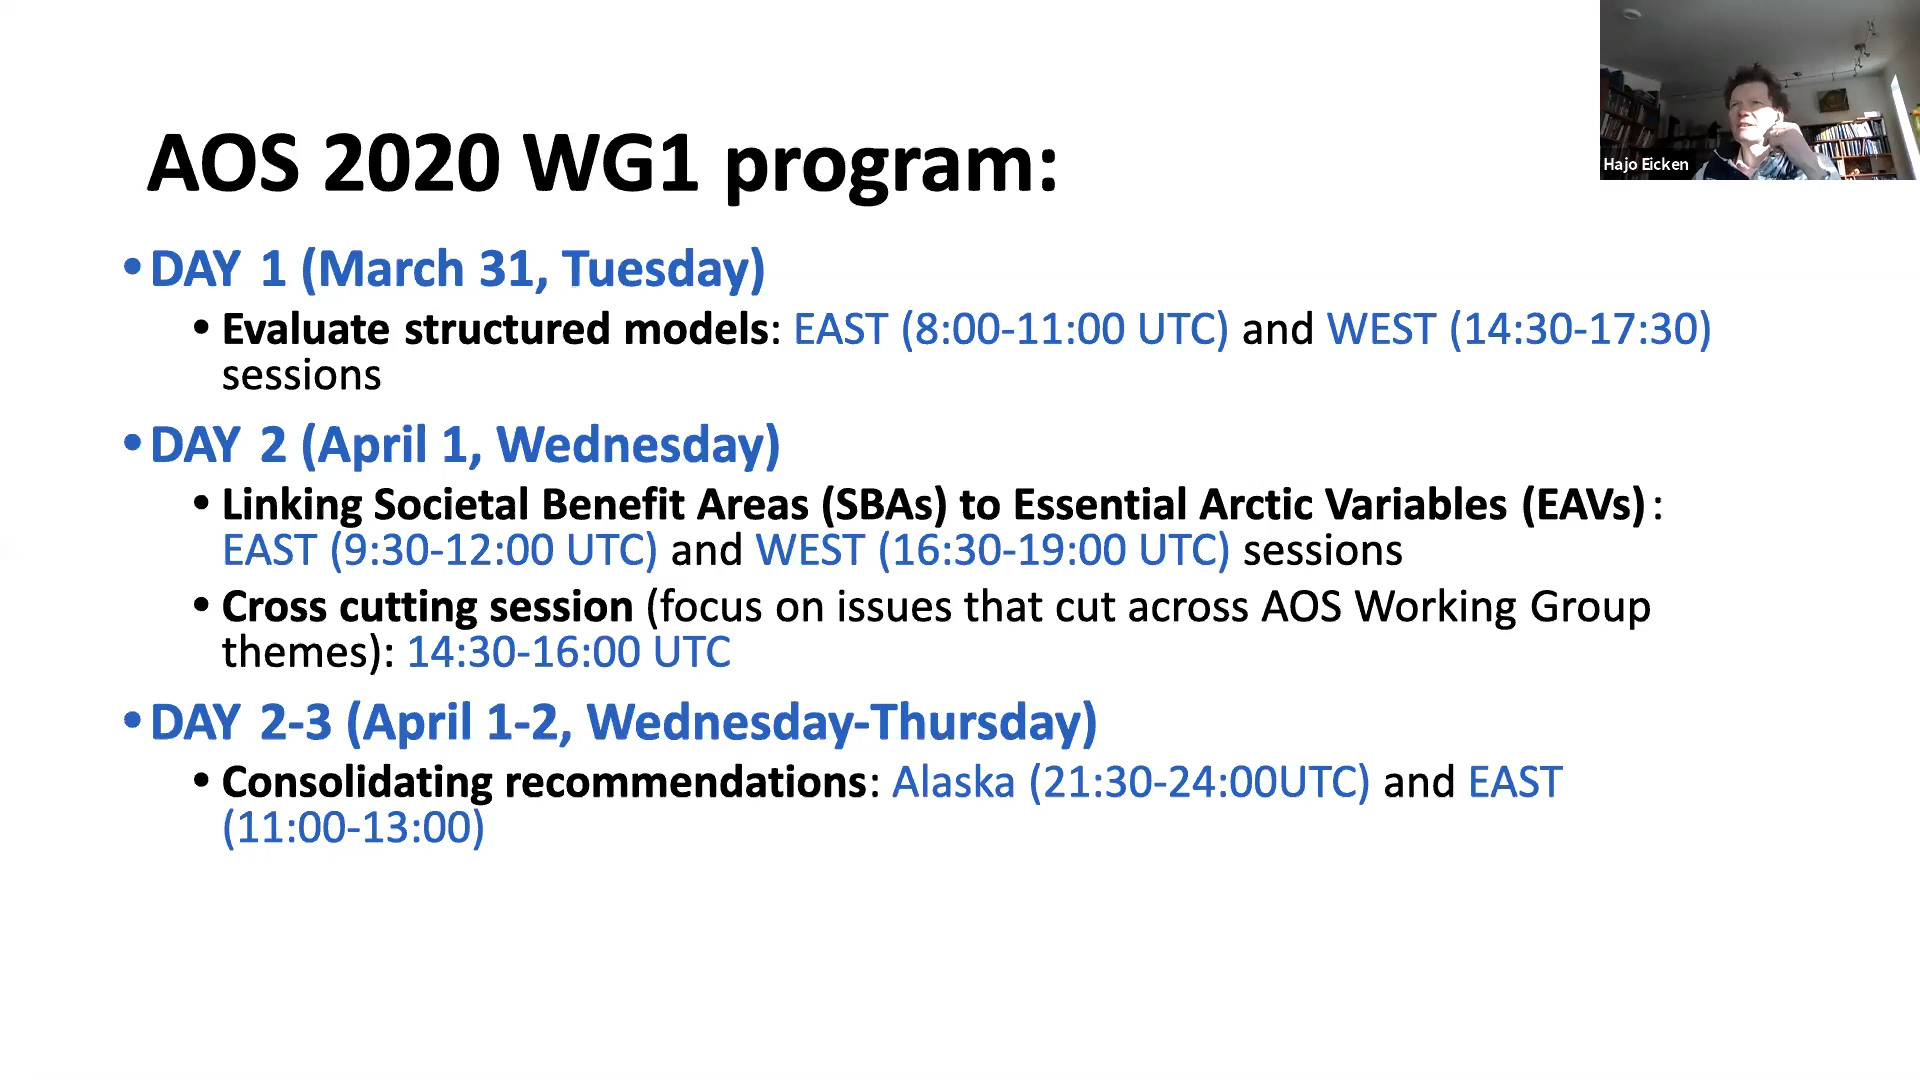 AOS 2020 WG1 program:
Hajo Eicken
•DAY 1 (March 31, Tuesday)
• Evaluate structured models: EAST (8:00-11:00 UTC) and WEST (14:30-17:30)
sessions
•DAY 2 (April 1, Wednesday)
• Linking Societal Benefit Areas (SBAs) to Essential Arctic Variables (EAVs):
EAST (9:30-12:00 UTC) and WEST (16:30-19:00 UTC) sessions
• Cross cutting session (focus on issues that cut across AOS Working Group
themes): 14:30-16:00 UTC
•DAY 2-3 (April 1-2, Wednesday-Thursday)
• Consolidating recommendations: Alaska (21:30-24:00UTC) and EAST
(11:00-13:00)